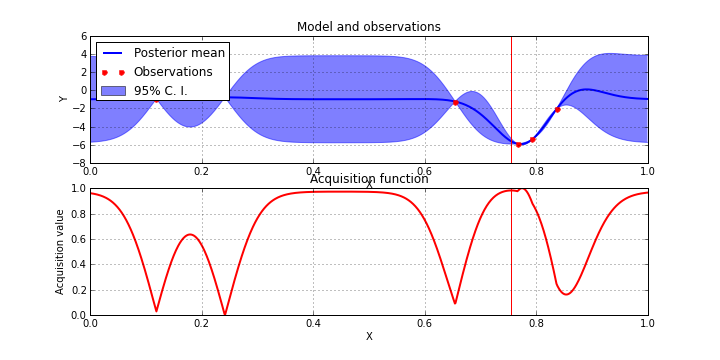 Model and observations
6
4
2
0
−2
−4
−6
−8
Y
Posterior mean
Observations
95% C. I.
0.0 0.2 0.4 0.6 0.8 1.0
X
Acquisition function
1.0
0.8
0.6
0.4
0.2
0.0
Acquisition value
0.0 0.2 0.4 0.6 0.8 1.0
X